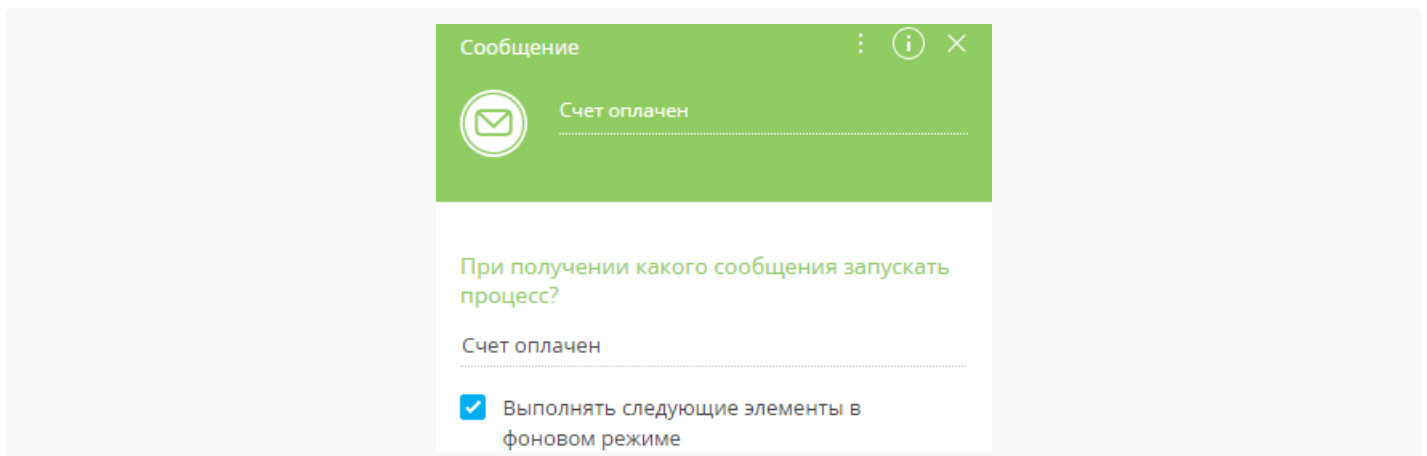 Сообщение
Счет оплачен
При получении какого сообщения запускать
процесс?
Счет оплачен
Выполнять следующие элементы в
фоновом режиме